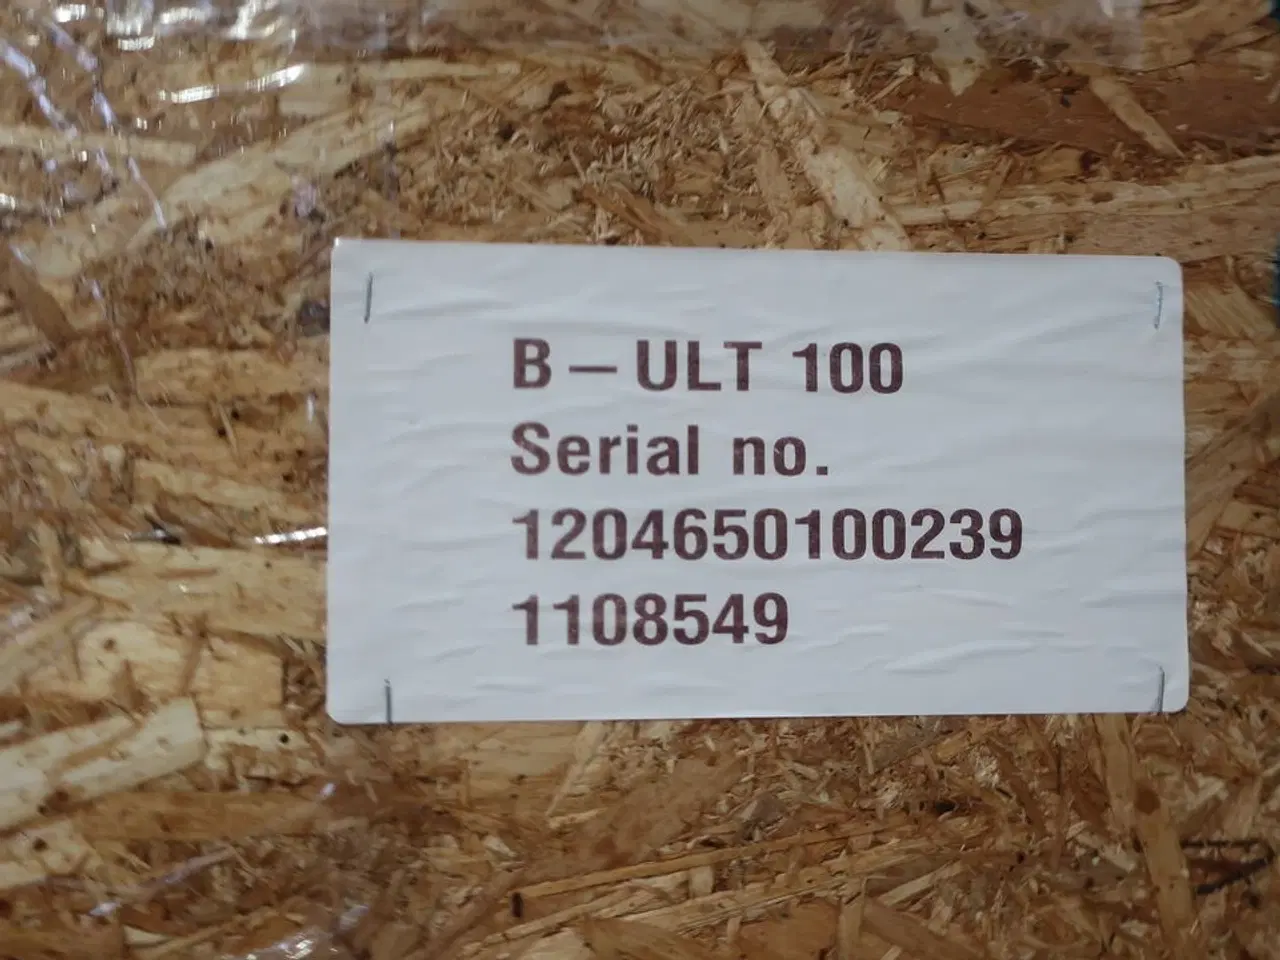 B – ULT 100
Serial no.
1204650100239
1108549